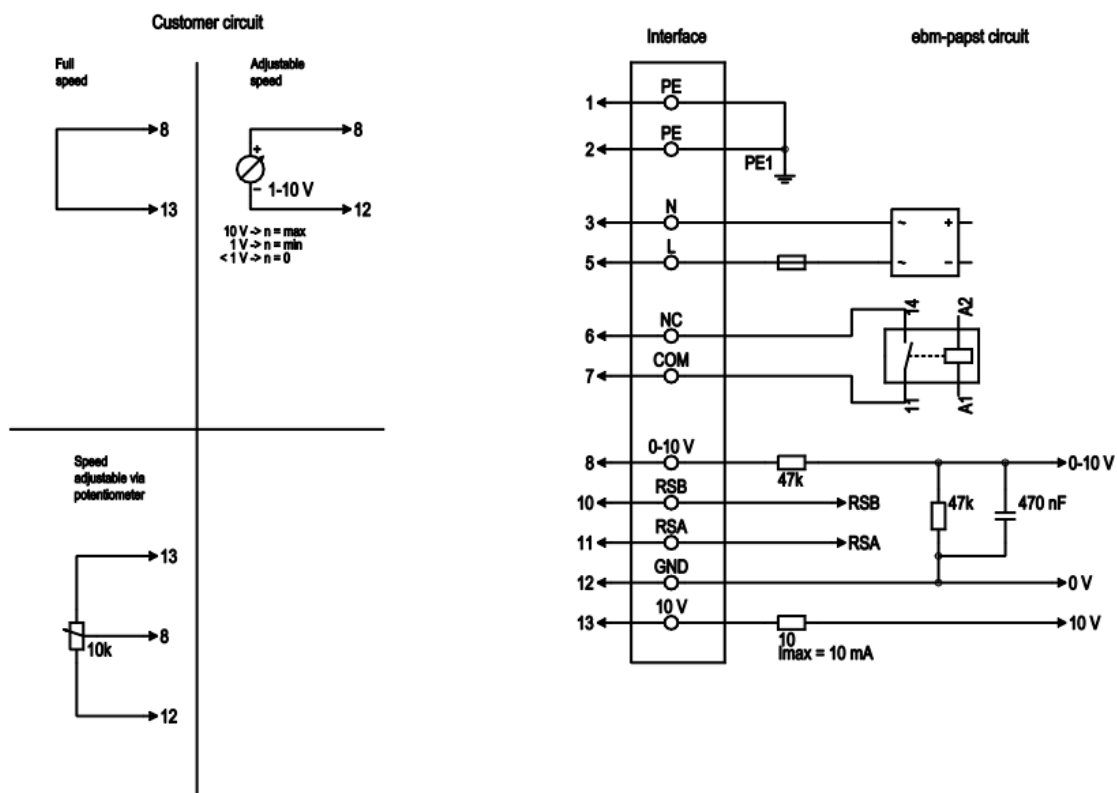 Customer circuit
Full
speed
8
13
Adjustable
speed
8
+
–
1-10 V
12
10 V -> n = max
1 V -> n = min
< 1 V -> n = 0
Speed
adjustable via
potentiometer
13
8
10k
12
Interface
ebm-papst circuit
1
PE
2
PE
PE1
3
N
~
+
5
L
~
–
6
NC
14
A2
7
COM
11
A1
8
0-10 V
47k
0-10 V
10
RSB
RSB
47k
470 nF
11
RSA
RSA
12
GND
0 V
13
10 V
10
Imax = 10 mA
10 V